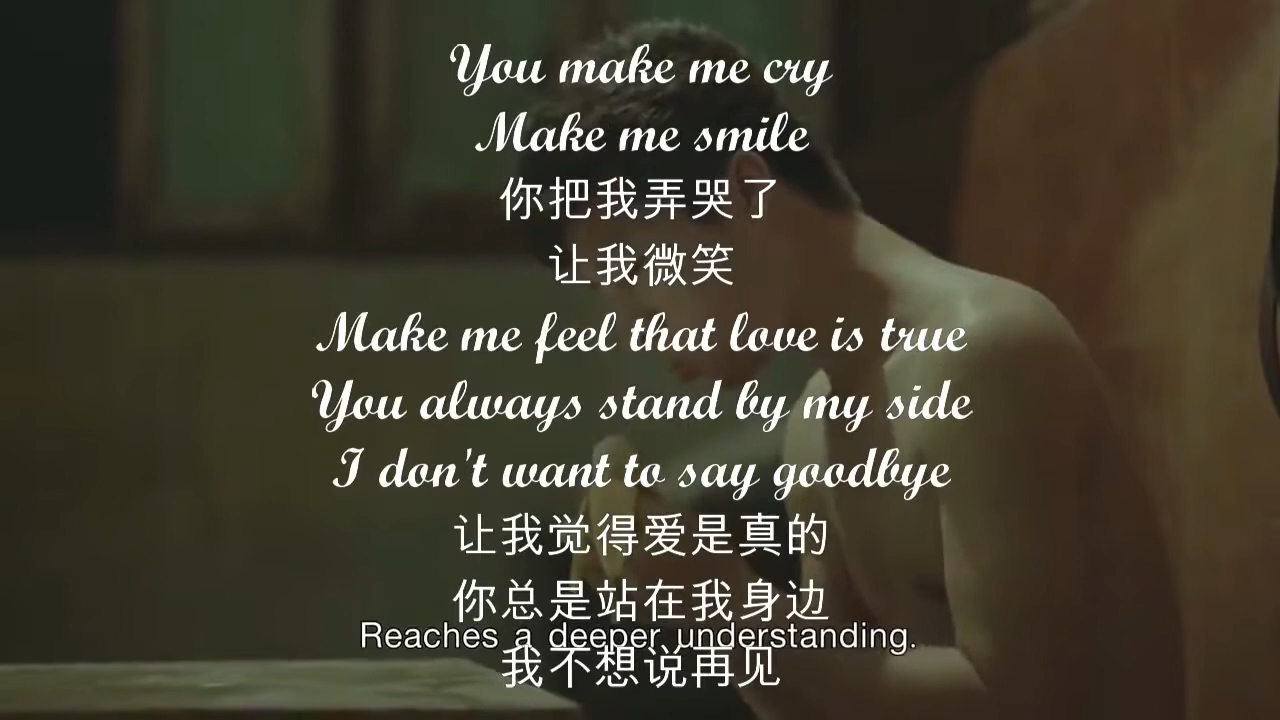 You make me cry
Make me smile
你把我弄哭了
让我微笑
Make me feel that love is true
You always stand by my side
I don't want to say goodbye
让我觉得爱是真的
你总是站在我身边
Reaches a deeper understanding.
我不想说再见